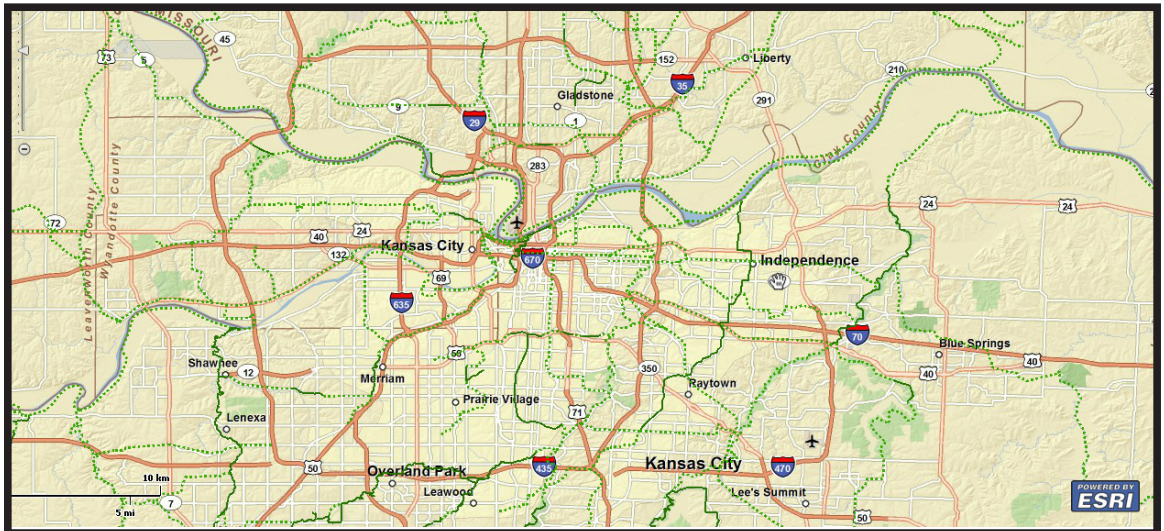 MISSOURI
45
73
5
152
Liberty
35
210
291
Gladstone
9
29
1
Clay County
283
Leavenworth County
Wyandotte County
72
24
40
132
Kansas City
670
69
635
24
24
Independence
70
Blue Springs
40
40
56
Shawnee
12
Merriam
350
Raytown
Prairie Village
71
Lenexa
50
Overland Park
435
Kansas City
470
Leawood
Lee's Summit
50
7
10 km
5 mi
POWERED BY
ESRI